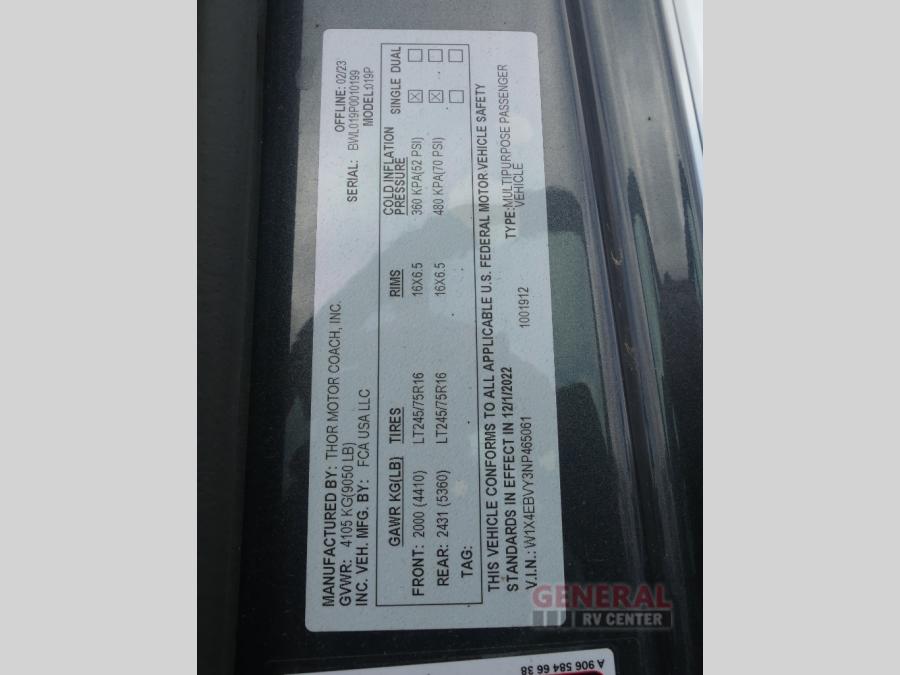 MANUFACTURED BY: THOR MOTOR COACH, INC. OFFLINE: 02/23
GVWR: 4105 KG(9050 LB) SERIAL: BWL019P0010199
INC. VEH. MFG. BY: FCA USA LLC MODEL:019P
GAWR KG(LB) TIRES RIMS COLD INFLATION PRESSURE SINGLE DUAL
FRONT: 2000 (4410) LT245/75R16 16X6.5 360 KPA(52 PSI) ☒ ☐
REAR: 2431 (5360) LT245/75R16 16X6.5 480 KPA(70 PSI) ☒ ☐
TAG: ☐ ☐
THIS VEHICLE CONFORMS TO ALL APPLICABLE U.S. FEDERAL MOTOR VEHICLE SAFETY
STANDARDS IN EFFECT IN 12/1/2022 TYPE:MULTIPURPOSE PASSENGER
VEHICLE
V.I.N.: W1X4EBVY3NP465061 1001912
GENERAL
RV CENTER
A 906 584 66 38